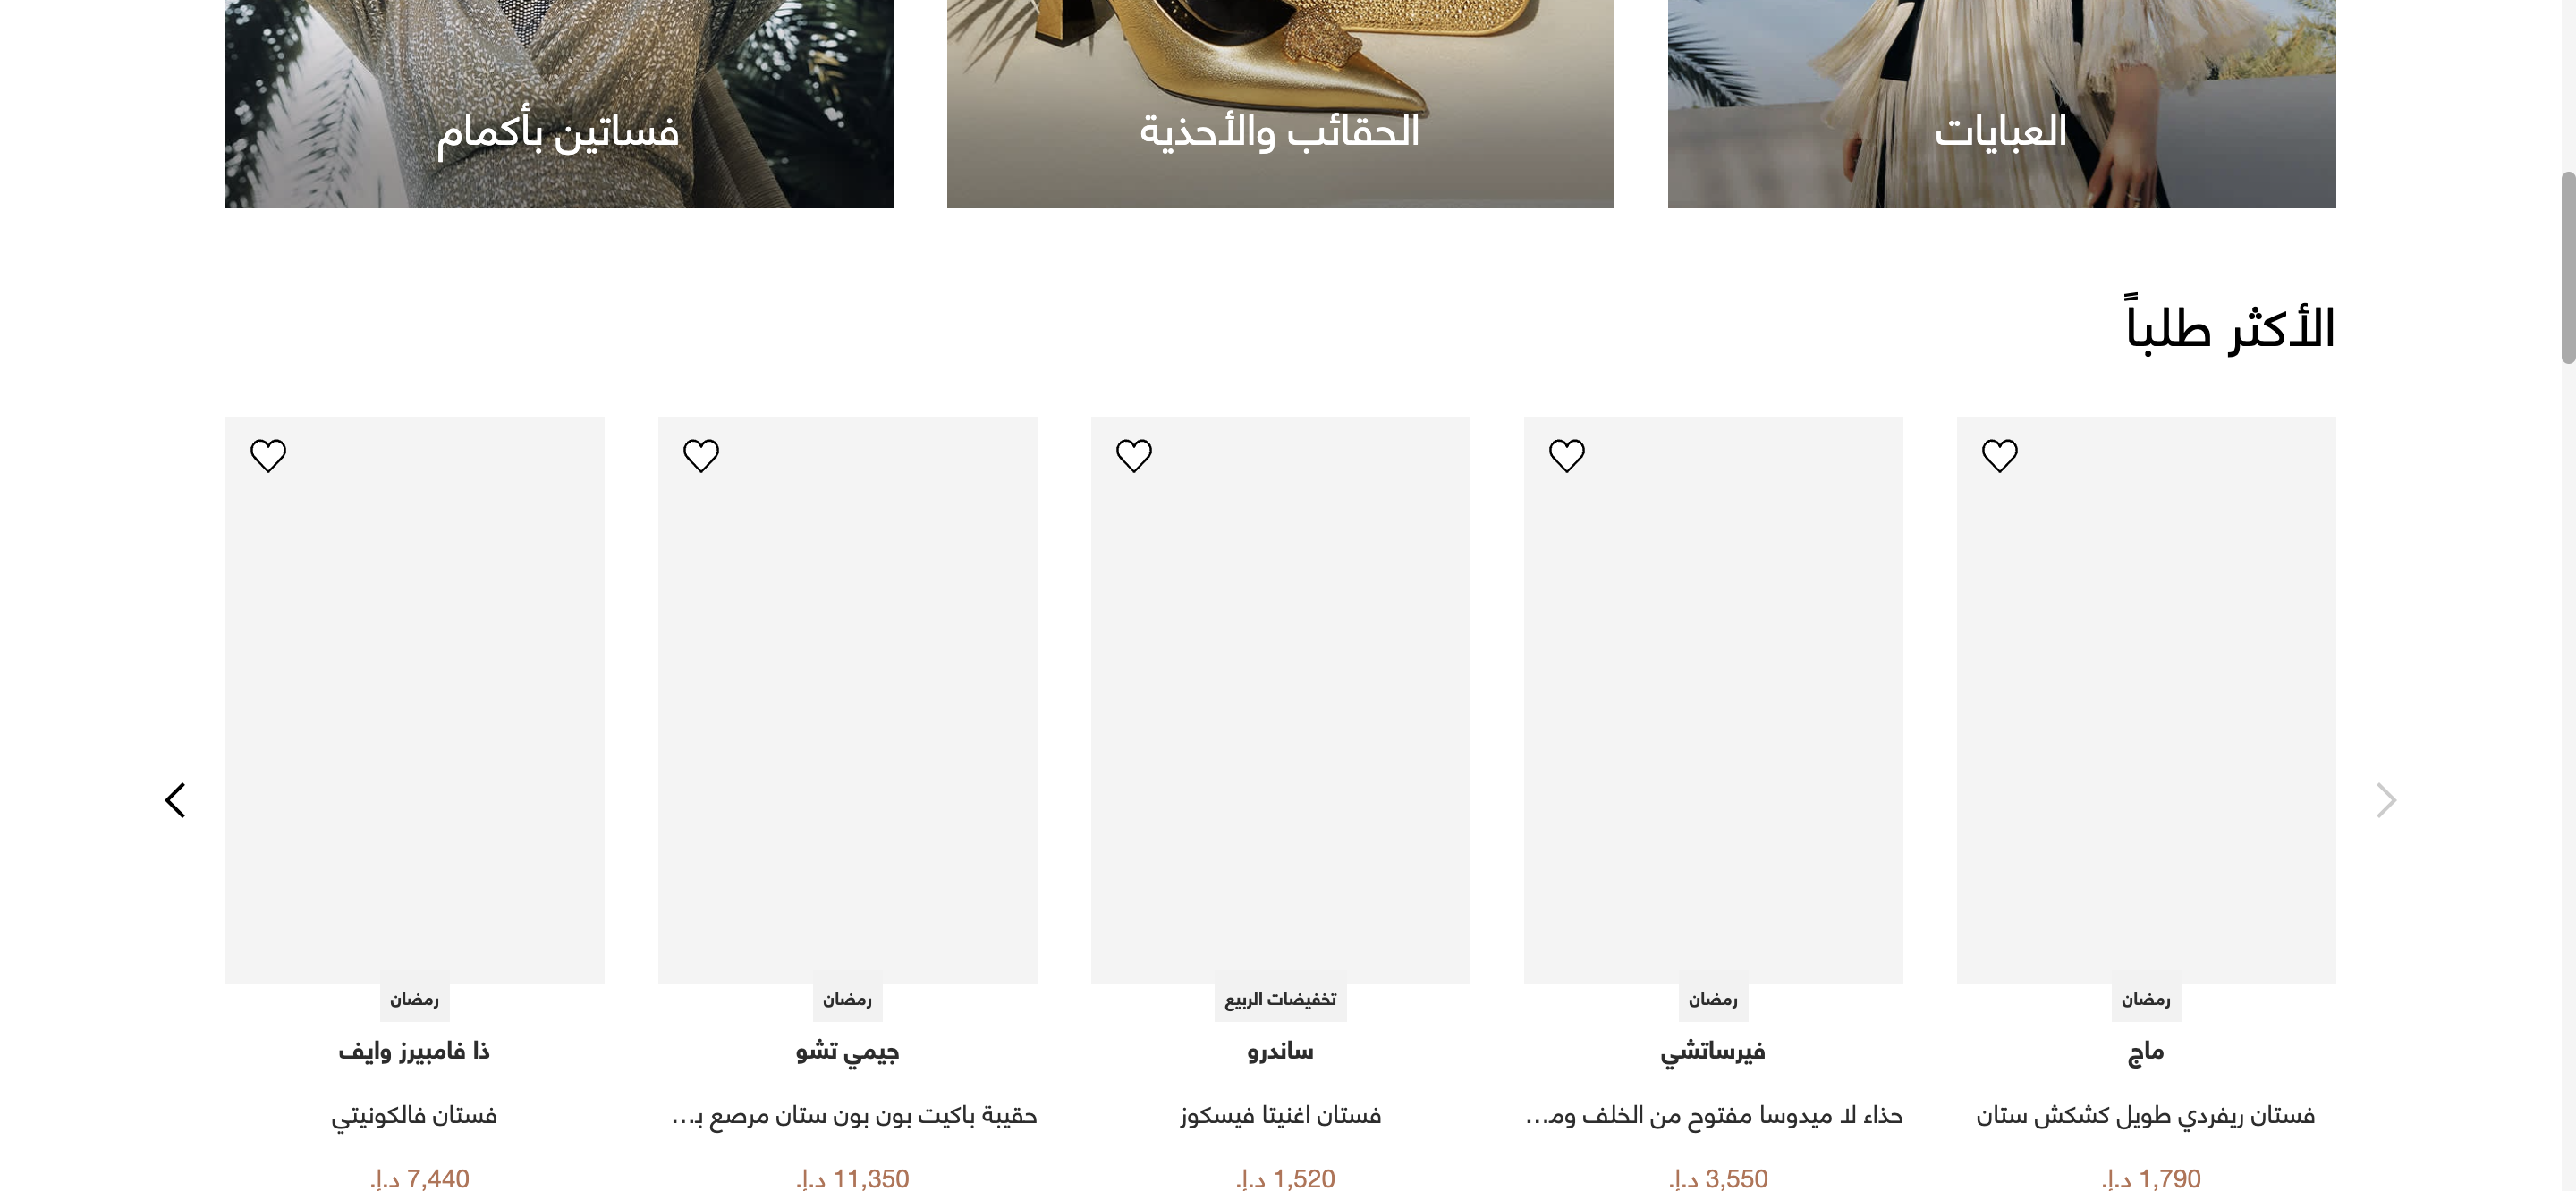 العبايات
الحقائب والأحذية
فساتين بأكمام
الأكثر طلباً
رمضان
ماج
فستان ريفردي طويل كشكش ستان
1,790 د.إ.
رمضان
فيرساتشي
حذاء لا ميدوسا مفتوح من الخلف ومـ...
3,550 د.إ.
تخفيضات الربيع
ساندرو
فستان اغنيتا فيسكوز
1,520 د.إ.
رمضان
جيمي تشو
حقيبة باكيت بون بون ستان مرصع بـ...
11,350 د.إ.
رمضان
ذا فامبيرز وايف
فستان فالكونيتي
7,440 د.إ.